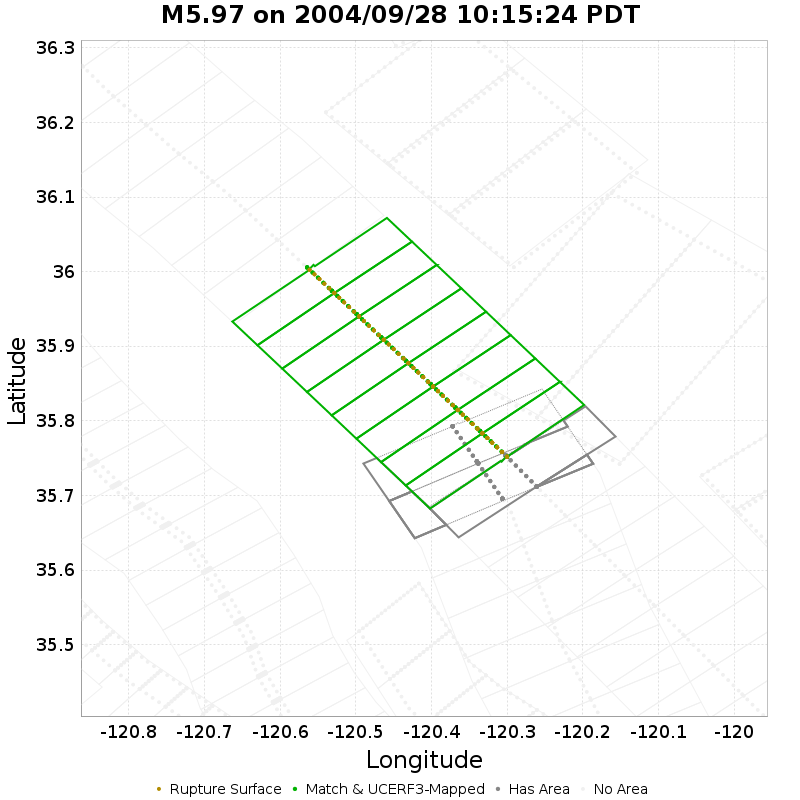 M5.97 on 2004/09/28 10:15:24 PDT
36.3
36.2
36.1
36
35.9
35.8
35.7
35.6
35.5
Latitude
-120.8 -120.7 -120.6 -120.5 -120.4 -120.3 -120.2 -120.1 -120
Longitude
Rupture Surface Match & UCERF3-Mapped Has Area No Area